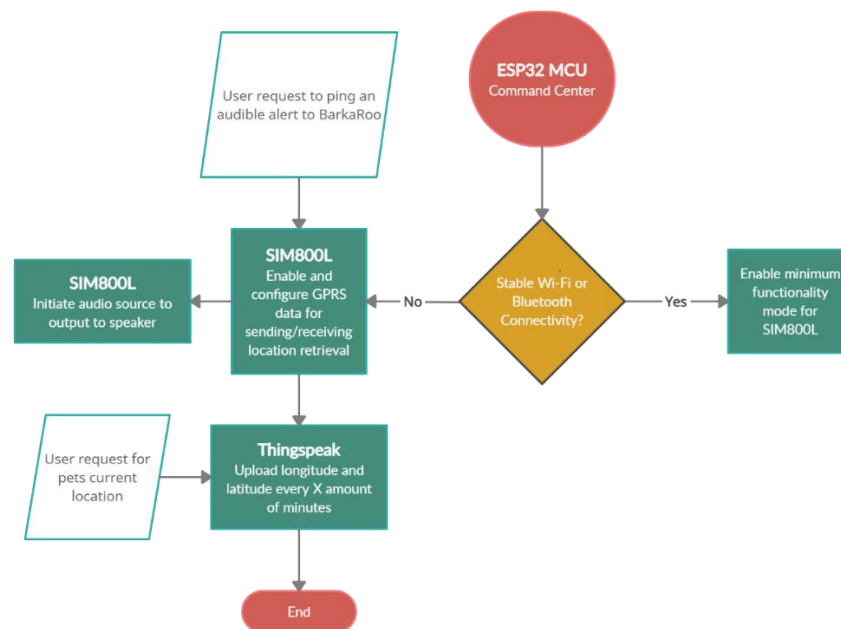 User request to ping an
audible alert to BarkaRoo
ESP32 MCU
Command Center
SIM800L
Initiate audio source to
output to speaker
SIM800L
Enable and
configure GPRS
data for
sending/receiving
location retrieval
No
Stable Wi-Fi or
Bluetooth
Connectivity?
Yes
Enable minimum
functionality
mode for
SIM800L
User request for
pets current
location
Thingspeak
Upload longitude and
latitude every X amount
of minutes
End